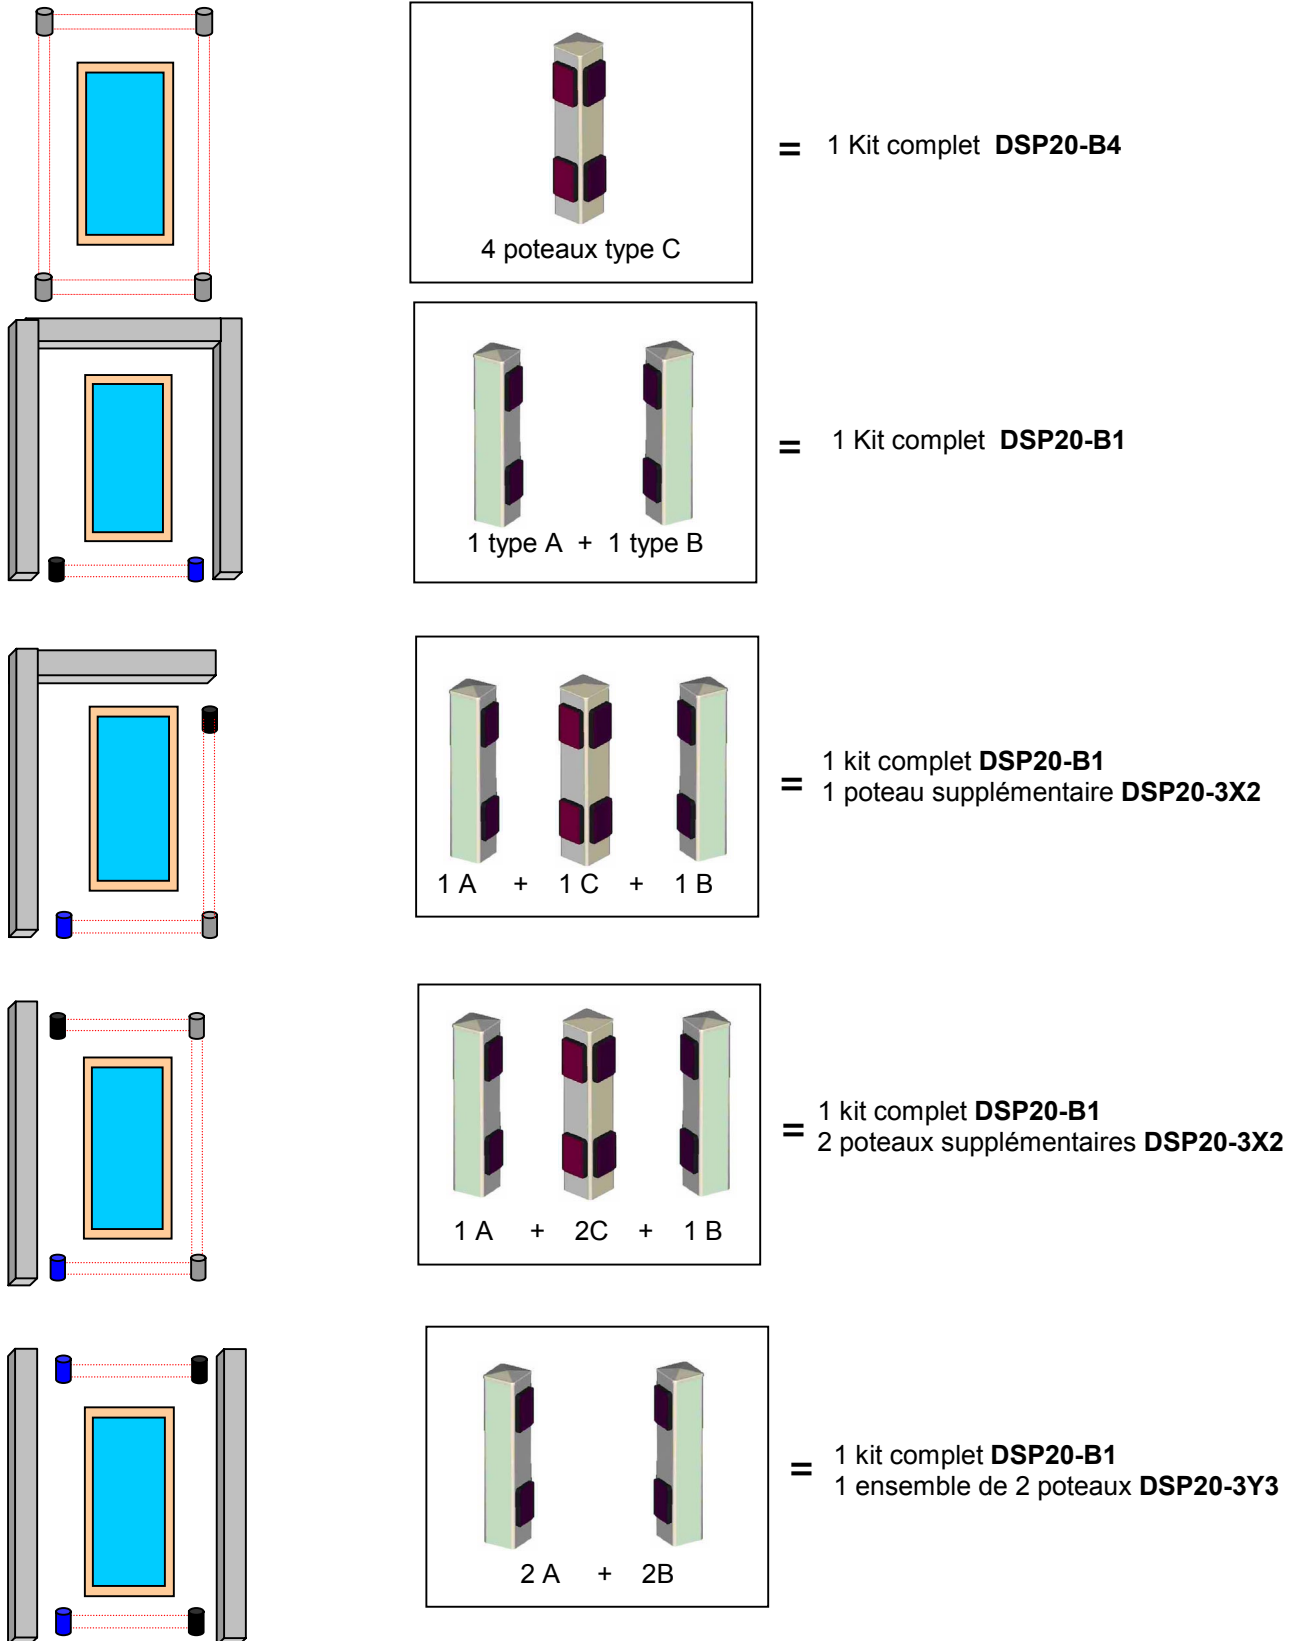 4 poteaux type C
= 1 Kit complet DSP20-B4
1 type A + 1 type B
= 1 Kit complet DSP20-B1
1 A + 1 C + 1 B
= 1 kit complet DSP20-B1
1 poteau supplémentaire DSP20-3X2
1 A + 2C + 1 B
= 1 kit complet DSP20-B1
2 poteaux supplémentaires DSP20-3X2
2 A + 2B
= 1 kit complet DSP20-B1
1 ensemble de 2 poteaux DSP20-3Y3